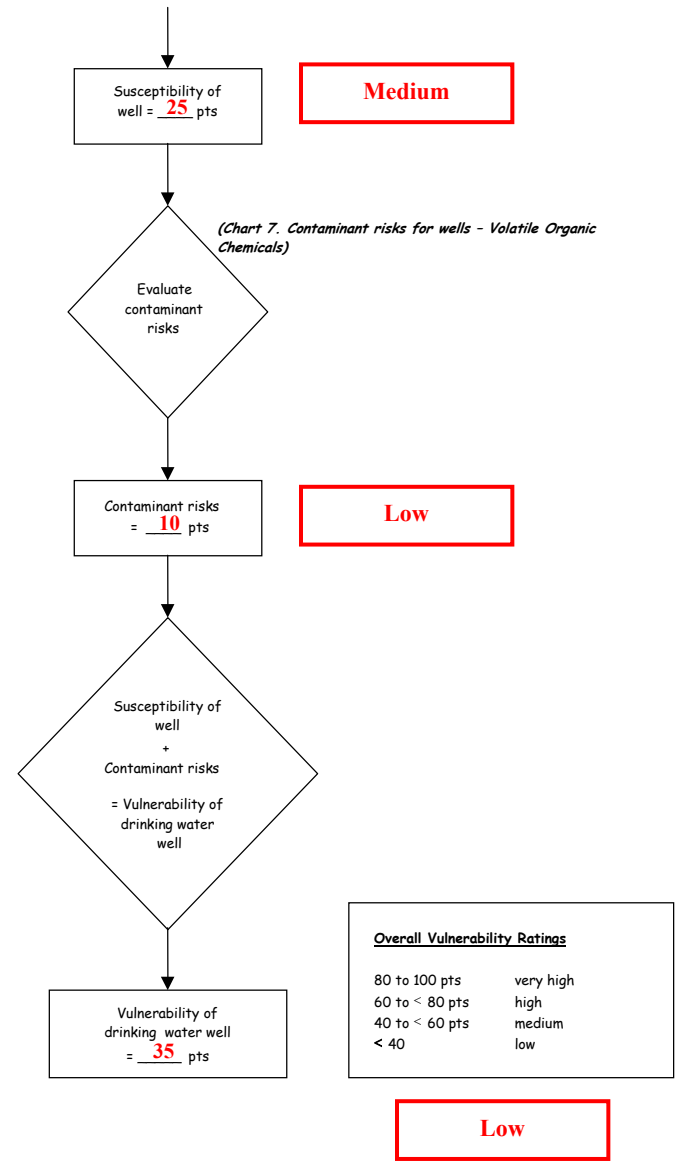 Susceptibility of
well = 25 pts
Medium
(Chart 7. Contaminant risks for wells – Volatile Organic
Chemicals)
Evaluate
contaminant
risks
Contaminant risks
= 10 pts
Low
Susceptibility of
well
+
Contaminant risks
= Vulnerability of
drinking water
well
Overall Vulnerability Ratings
80 to 100 pts very high
60 to < 80 pts high
40 to < 60 pts medium
< 40 low
Vulnerability of
drinking water well
= 35 pts
Low